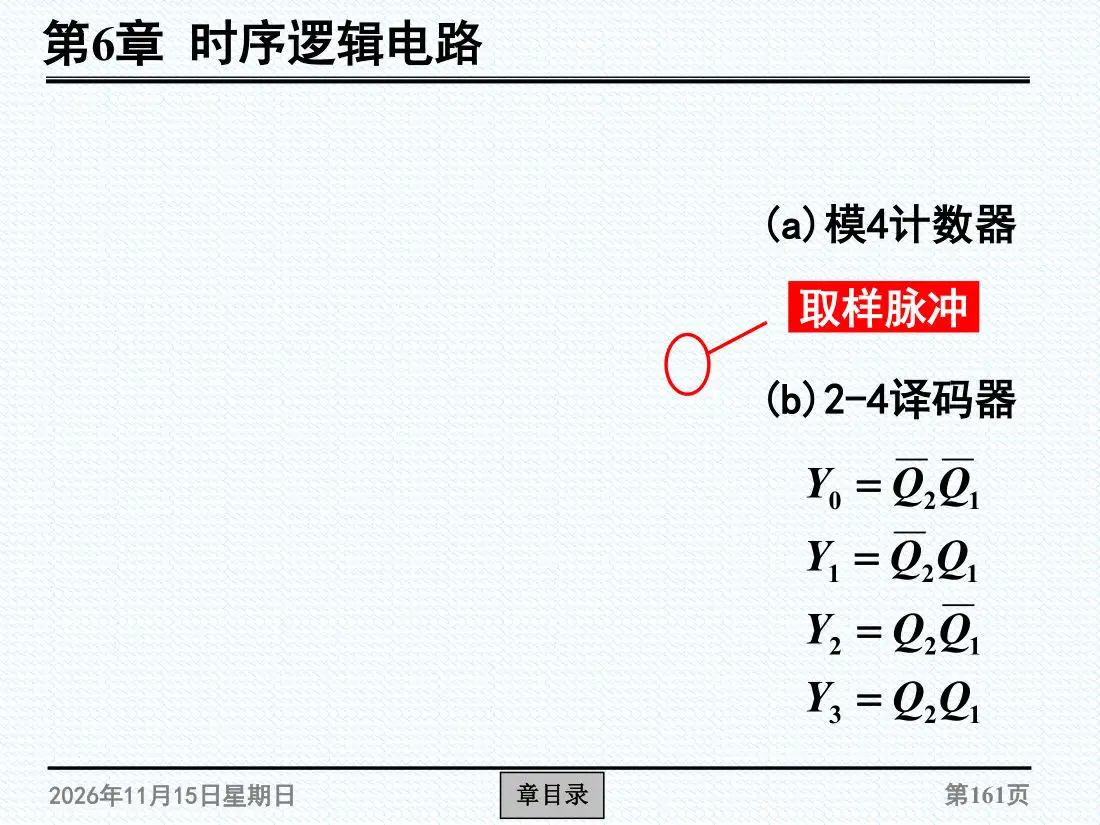 第6章 时序逻辑电路
(a)模4计数器
取样脉冲
(b)2-4译码器
Y₀ = Q̅₂Q̅₁
Y₁ = Q̅₂Q₁
Y₂ = Q₂Q̅₁
Y₃ = Q₂Q₁
2026年11月15日星期日
章目录
第161页